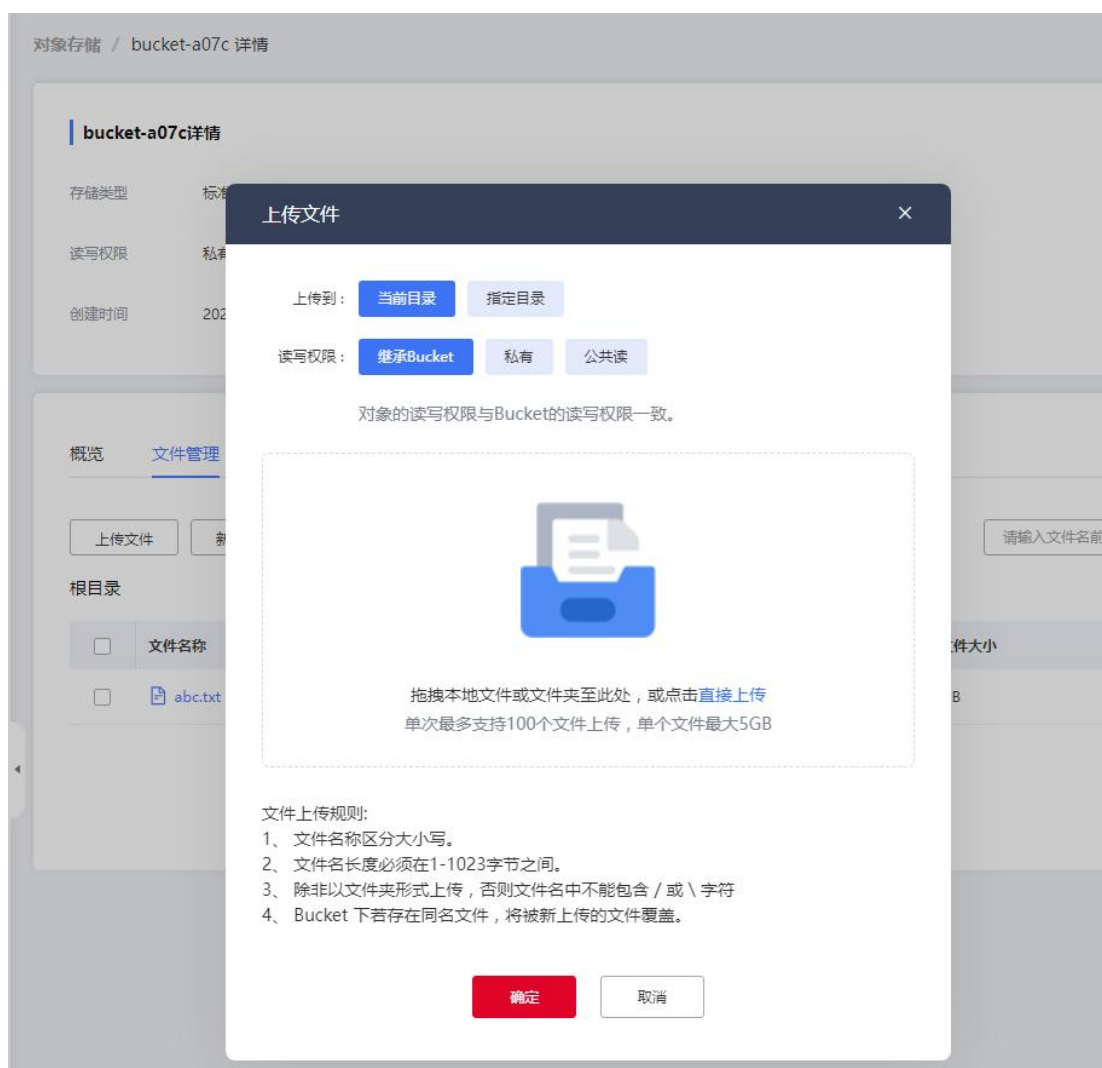 对象存储 / bucket-a07c 详情
bucket-a07c详情
存储类型 标准
读写权限 私有
创建时间 202
上传文件
上传到： 当前目录 指定目录
读写权限： 继承Bucket 私有 公共读
对象的读写权限与Bucket的读写权限一致。
概览 文件管理
上传文件 新
请输入文件名前
根目录
文件名称 件大小
abc.txt B
拖拽本地文件或文件夹至此处，或点击直接上传
单次最多支持100个文件上传，单个文件最大5GB
文件上传规则:
1、 文件名称区分大小写。
2、 文件名长度必须在1-1023字节之间。
3、 除非以文件夹形式上传，否则文件名中不能包含 / 或 \ 字符
4、 Bucket 下若存在同名文件，将被新上传的文件覆盖。
确定 取消